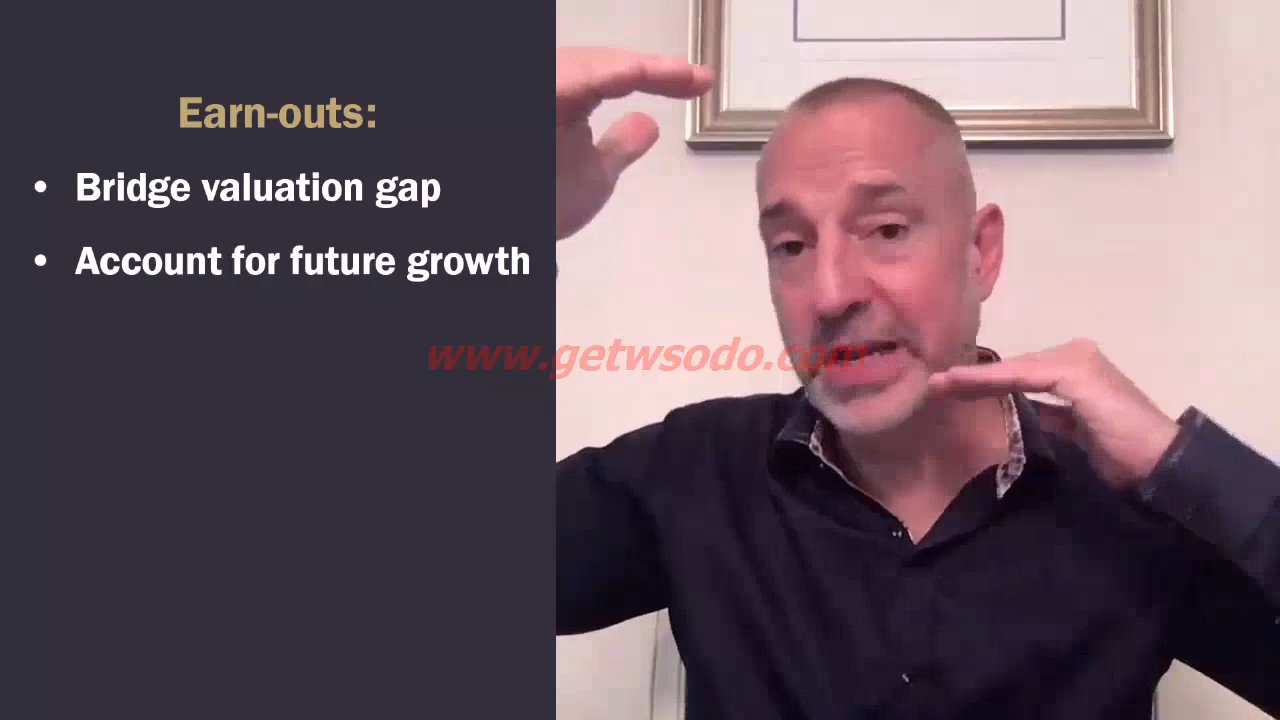 Earn-outs:
• Bridge valuation gap
• Account for future growth
www.getwsodo.com